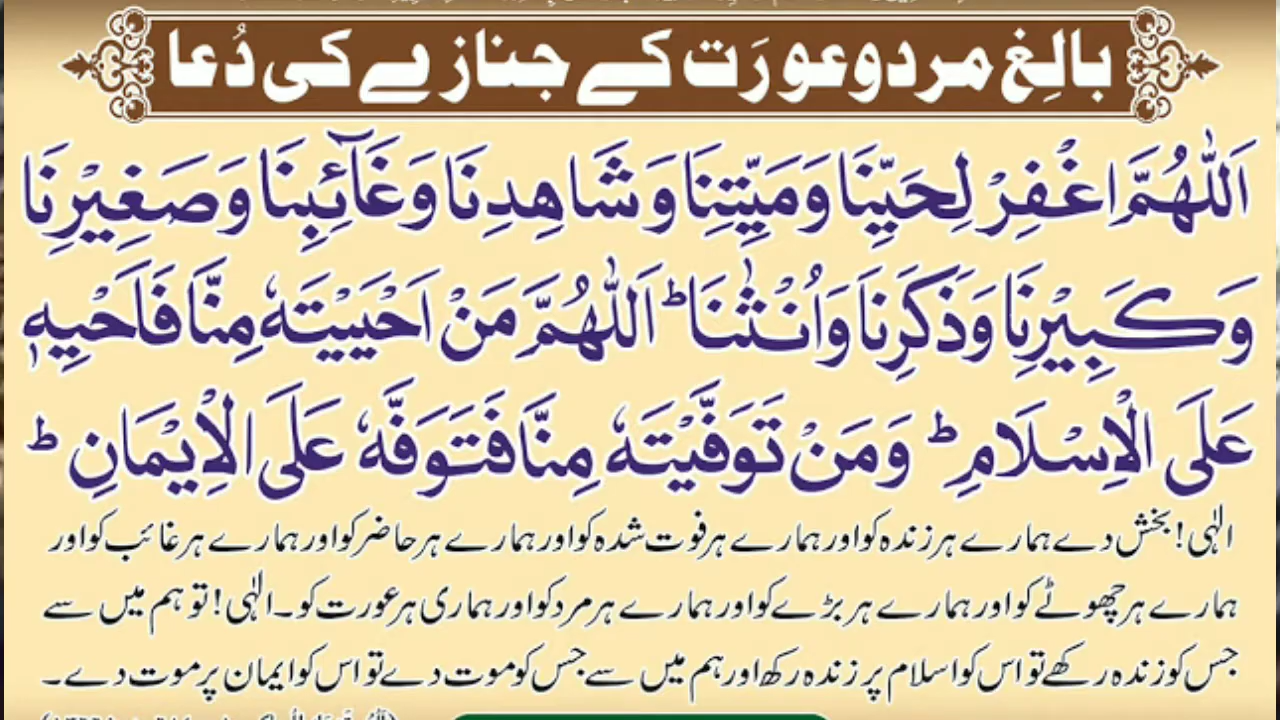 بالِغ مرد و عورَت کے جنازے کی دُعا
اَللّٰهُمَّ اغْفِرْ لِحَيِّنَا وَمَيِّتِنَا وَشَاهِدِنَا وَغَآئِبِنَا وَصَغِيْرِنَا
وَكَبِيْرِنَا وَذَكَرِنَا وَاُنْثٰنَا ؕ اَللّٰهُمَّ مَنْ اَحْيَيْتَهٗ مِنَّا فَاَحْيِهٖ
عَلَى الْاِسْلَامِ ؕ وَمَنْ تَوَفَّيْتَهٗ مِنَّا فَتَوَفَّهٗ عَلَى الْاِيْمَانِ ؕ
الٰہی! بخش دے ہمارے ہر زندہ کو اور ہمارے ہر فوت شدہ کو اور ہمارے ہر حاضر کو اور ہمارے ہر غائب کو اور
ہمارے ہر چھوٹے کو اور ہمارے ہر بڑے کو اور ہمارے ہر مرد کو اور ہماری ہر عورت کو۔ الٰہی! تو ہم میں سے
جس کو زندہ رکھے تو اس کو اسلام پر زندہ رکھ اور ہم میں سے جس کو موت دے تو اس کو ایمان پر موت دے۔